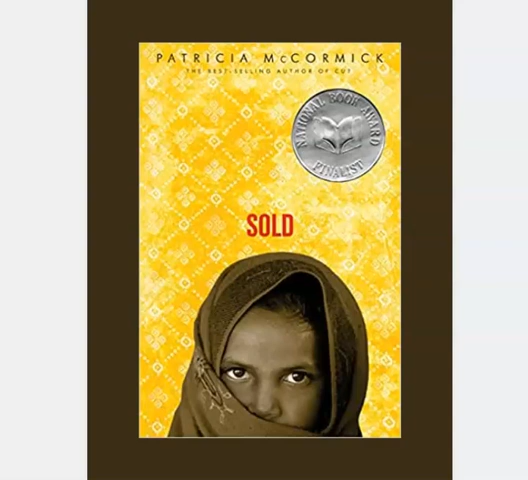 PATRICIA McCORMICK
THE BEST-SELLING AUTHOR OF CUT
NATIONAL BOOK AWARD
FINALIST
SOLD